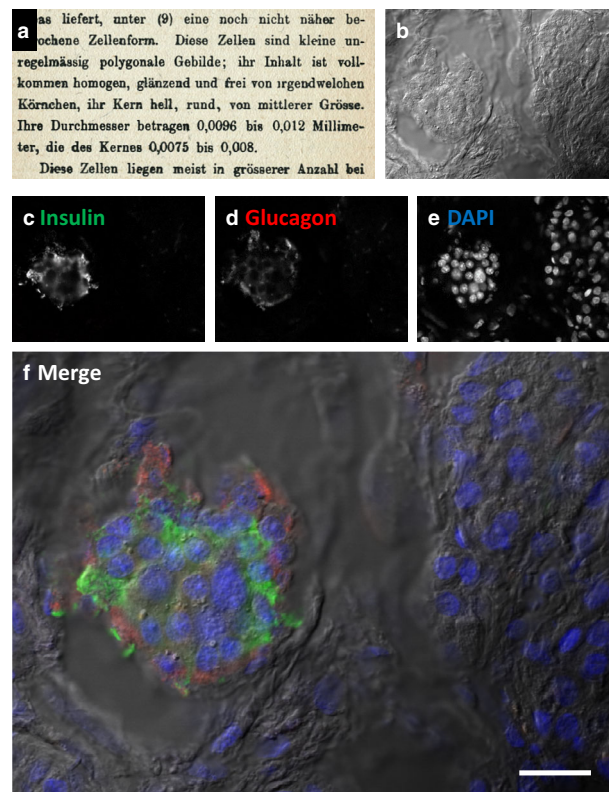 a
as liefert, unter (9) eine noch nicht näher be-
rochene Zellenform. Diese Zellen sind kleine un-
regelmässig polygonale Gebilde; ihr Inhalt ist voll-
kommen homogen, glänzend und frei von irgendwelchen
Körnchen, ihr Kern hell, rund, von mittlerer Grösse.
Ihre Durchmesser betragen 0,0096 bis 0,012 Millime-
ter, die des Kernes 0,0075 bis 0,008.
Diese Zellen liegen meist in grösserer Anzahl bei
b
c Insulin
d Glucagon
e DAPI
f Merge